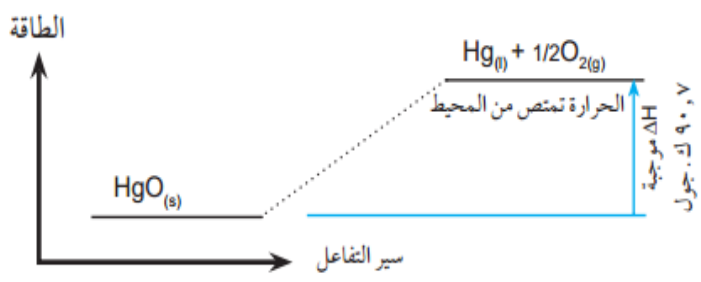 الطاقة
Hg(l) + 1/2O2(g)
الحرارة تمتص من المحيط
ΔH موجبة
٩٠,٧ ك.جول
HgO(s)
سير التفاعل